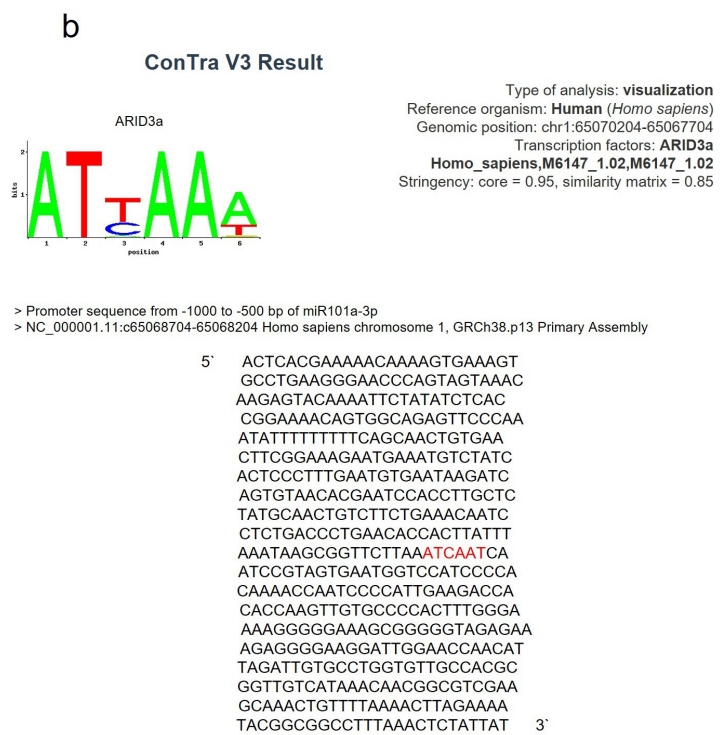 b
ConTra V3 Result
Type of analysis: visualization
Reference organism: Human (Homo sapiens)
Genomic position: chr1:65070204-65067704
Transcription factors: ARID3a
Homo_sapiens,M6147_1.02,M6147_1.02
Stringency: core = 0.95, similarity matrix = 0.85
ARID3a
2
bits
1
ATTAAA
C T
1 2 3 4 5 6
position
> Promoter sequence from -1000 to -500 bp of miR101a-3p
> NC_000001.11:c65068704-65068204 Homo sapiens chromosome 1, GRCh38.p13 Primary Assembly
5` ACTCACGAAAAACAAAAGTGAAAGT
GCCTGAAGGGAACCCAGTAGTAAAC
AAGAGTACAAAATTCTATATCTCAC
CGGAAAACAGTGGCAGAGTTCCCAA
ATATTTTTTTTTCAGCAACTGTGAA
CTTCGGAAAGAATGAAATGTCTATC
ACTCCCTTTGAATGTGAATAAGATC
AGTGTAACACGAATCCACCTTGCTC
TATGCAACTGTCTTCTGAAACAATC
CTCTGACCCTGAACACCACTTATTT
AAATAAGCGGTTCTTAAATCAATCA
ATCCGTAGTGAATGGTCCATCCCCA
CAAAACCAATCCCCATTGAAGACCA
CACCAAGTTGTGCCCCACTTTGGGA
AAAGGGGGAAAGCGGGGGTAGAGAA
AGAGGGGAAGGATTGGAACCAACAT
TAGATTGTGCCTGGTGTTGCCACGC
GGTTGTCATAAACAACGGCGTCGAA
GCAAACTGTTTTAAAACTTAGAAAA
TACGGCGGCCTTTAAACTCTATTAT 3`